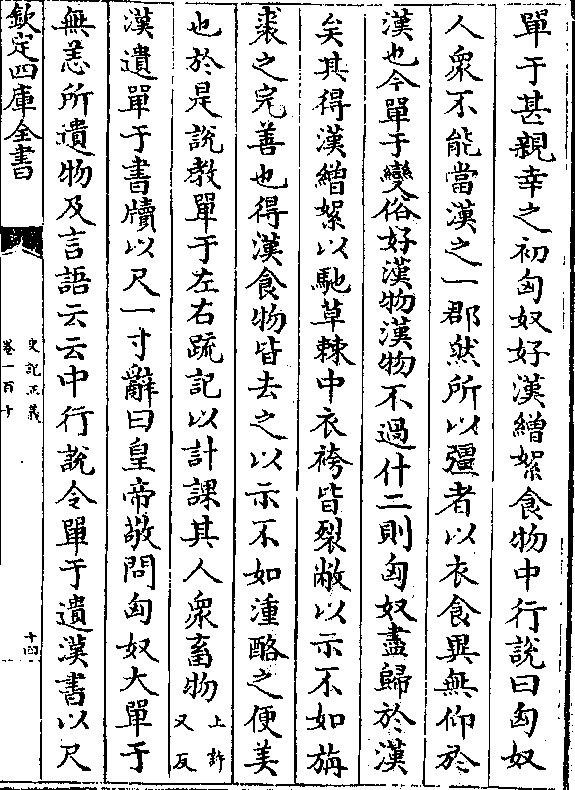 單于甚親幸之初匈奴好漢繒絮食物中行說曰匈奴
人衆不能當漢之一郡然所以彊者以衣食異無仰於
漢也今單于變俗好漢物漢物不過什二則匈奴盡歸於漢
矣其得漢繒絮以馳草棘中衣袴皆裂敝以示不如旃
裘之完善也得漢食物皆去之以示不如湩酪之便美
也於是說教單于左右疏記以計課其人衆畜物上許又反
漢遺單于書牘以尺一寸辭曰皇帝敬問匈奴大單于
無恙所遺物及言語云云中行說令單于遺漢書以尺
欽定四庫全書
史記正義
卷一百十
十四